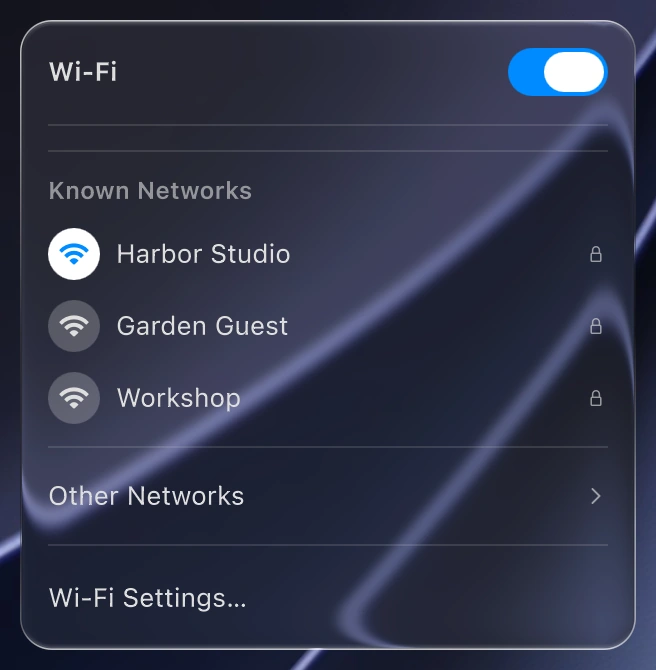 Wi-Fi
Known Networks
Harbor Studio
Garden Guest
Workshop
Other Networks
Wi-Fi Settings...